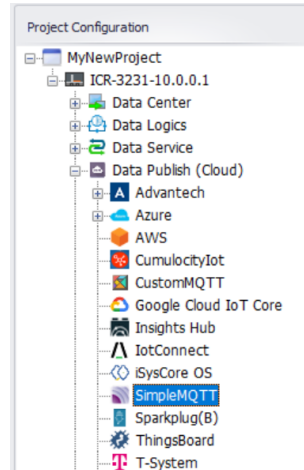 Project Configuration
MyNewProject
ICR-3231-10.0.0.1
Data Center
Data Logics
Data Service
Data Publish (Cloud)
Advantech
Azure
AWS
CumulocityIot
CustomMQTT
Google Cloud IoT Core
Insights Hub
IotConnect
iSysCore OS
SimpleMQTT
Sparkplug(B)
ThingsBoard
T-System